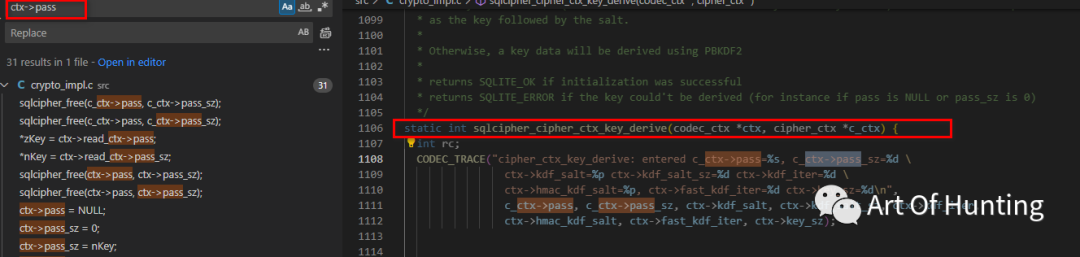 ctx->pass
Aa ab .*
Replace
AB
31 results in 1 file - Open in editor
crypto_impl.c src
31
sqlcipher_free(c_ctx->pass, c_ctx->pass_sz);
sqlcipher_free(c_ctx->pass, c_ctx->pass_sz);
*zKey = ctx->read_ctx->pass;
*nKey = ctx->read_ctx->pass_sz;
sqlcipher_free(ctx->pass, ctx->pass_sz);
sqlcipher_free(ctx->pass, ctx->pass_sz);
ctx->pass = NULL;
ctx->pass_sz = 0;
ctx->pass_sz = nKey;
src > C crypto_impl.c > sqlcipher_cipher_ctx_key_derive(codec_ctx *, cipher_ctx *)
1099 * as the key followed by the salt.
1100 *
1101 * Otherwise, a key data will be derived using PBKDF2
1102 *
1103 * returns SQLITE_OK if initialization was successful
1104 * returns SQLITE_ERROR if the key could't be derived (for instance if pass is NULL or pass_sz is 0)
1105 */
1106 static int sqlcipher_cipher_ctx_key_derive(codec_ctx *ctx, cipher_ctx *c_ctx) {
1107 int rc;
1108 CODEC_TRACE("cipher_ctx_key_derive: entered c_ctx->pass=%s, c_ctx->pass_sz=%d \
1109 ctx->kdf_salt=%p ctx->kdf_salt_sz=%d ctx->kdf_iter=%d \
1110 ctx->hmac_kdf_salt=%p, ctx->fast_kdf_iter=%d ctx->key_sz=%d\n",
1111 c_ctx->pass, c_ctx->pass_sz, ctx->kdf_salt, ctx->
1112 ctx->hmac_kdf_salt, ctx->fast_kdf_iter, ctx->key_sz);
1113
1114
Art Of Hunting